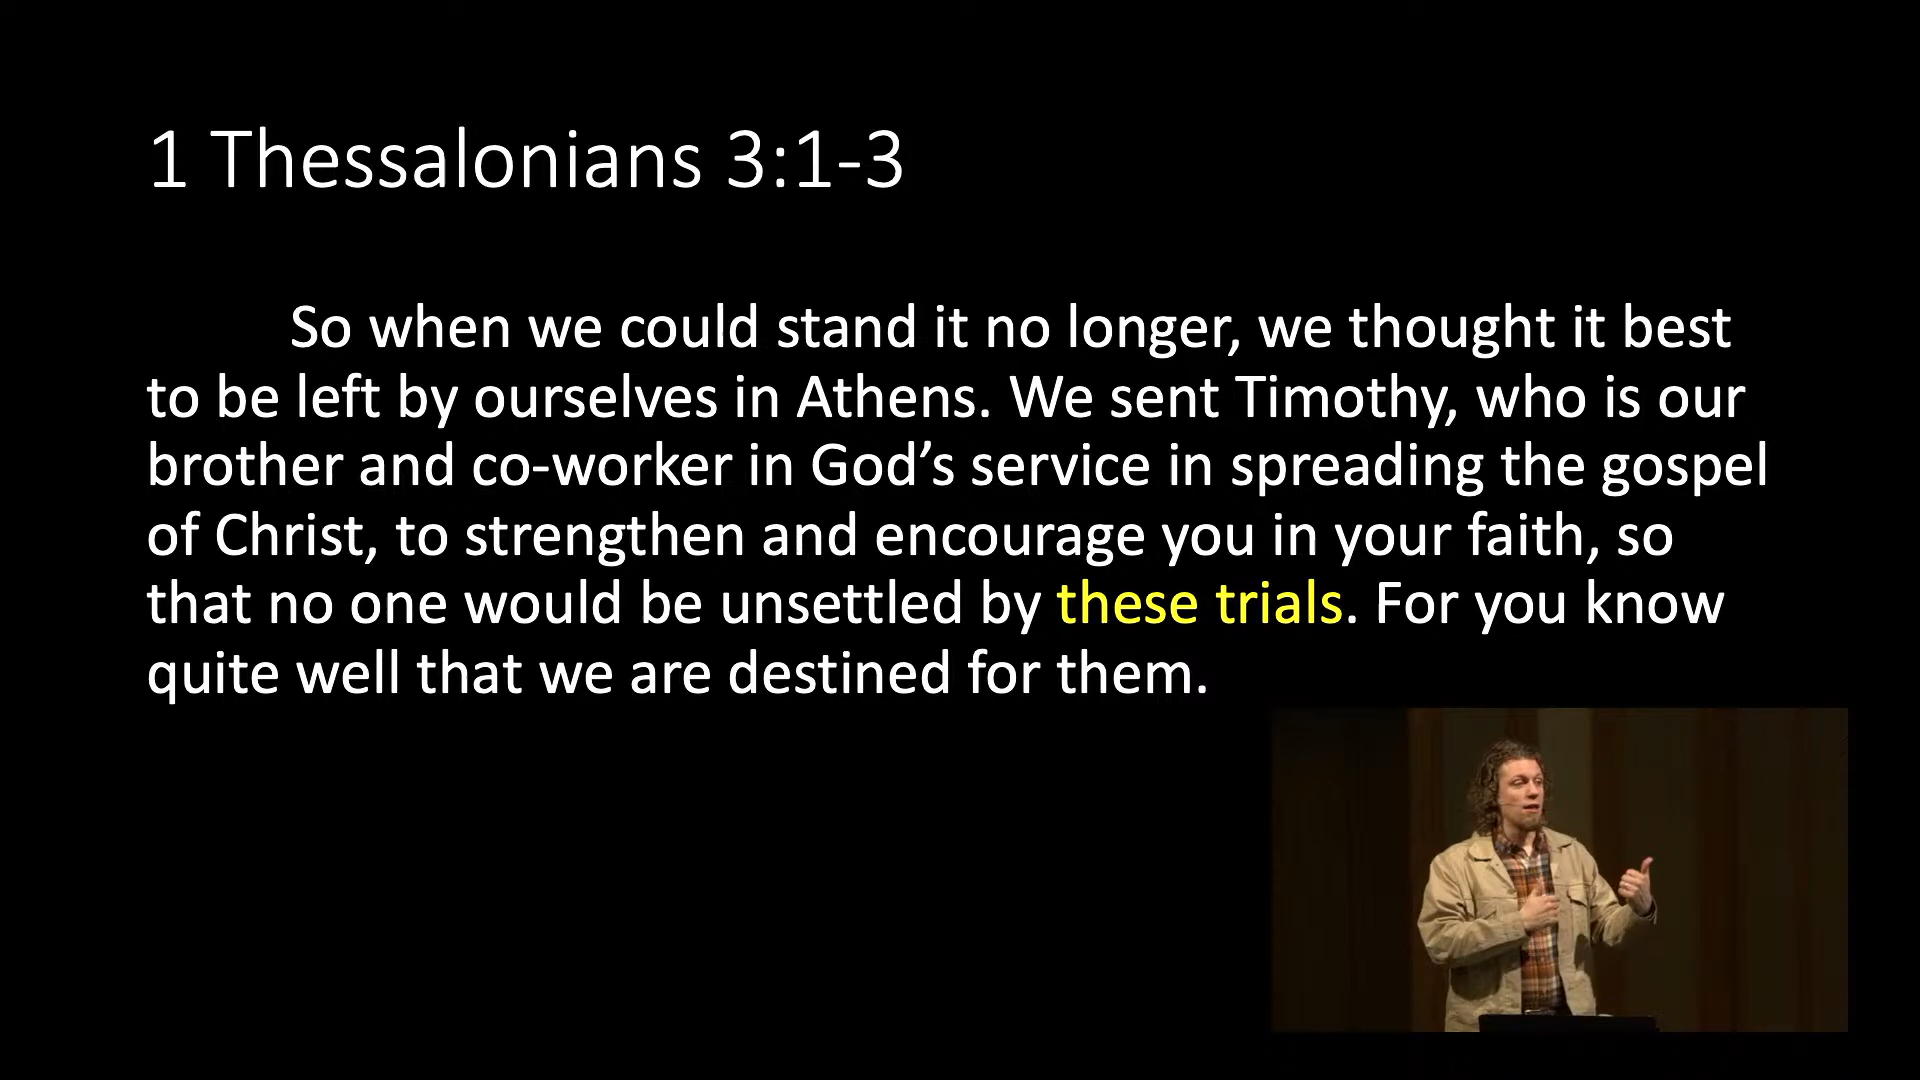 1 Thessalonians 3:1-3
So when we could stand it no longer, we thought it best
to be left by ourselves in Athens. We sent Timothy, who is our
brother and co-worker in God’s service in spreading the gospel
of Christ, to strengthen and encourage you in your faith, so
that no one would be unsettled by these trials. For you know
quite well that we are destined for them.